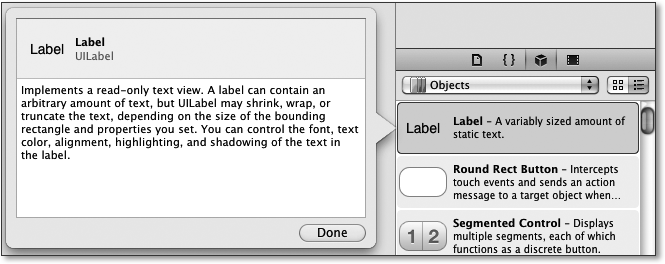 Label
Label
UILabel
Implements a read-only text view. A label can contain an
arbitrary amount of text, but UILabel may shrink, wrap, or
truncate the text, depending on the size of the bounding
rectangle and properties you set. You can control the font, text
color, alignment, highlighting, and shadowing of the text in
the label.
Done
{ }
Objects
Label
Label – A variably sized amount of
static text.
Round Rect Button – Intercepts
touch events and sends an action
message to a target object when...
1 2
Segmented Control – Displays
multiple segments, each of which
functions as a discrete button.